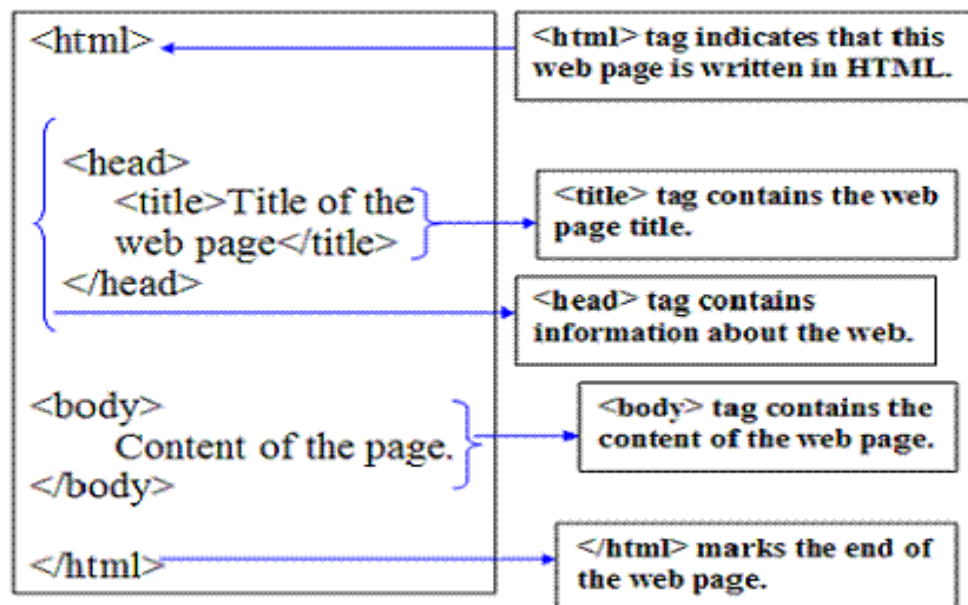 <html>
<head>
<title>Title of the
web page</title>
</head>
<body>
Content of the page.
</body>
</html>
<html> tag indicates that this
web page is written in HTML.
<title> tag contains the web
page title.
<head> tag contains
information about the web.
<body> tag contains the
content of the web page.
</html> marks the end of
the web page.